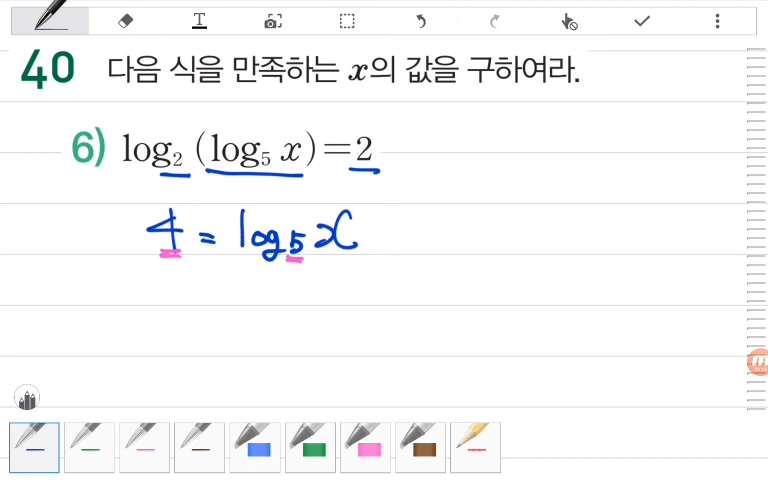 T
40 다음 식을 만족하는 x의 값을 구하여라.
6) log₂ (log₅ x)=2
4 = log₅x